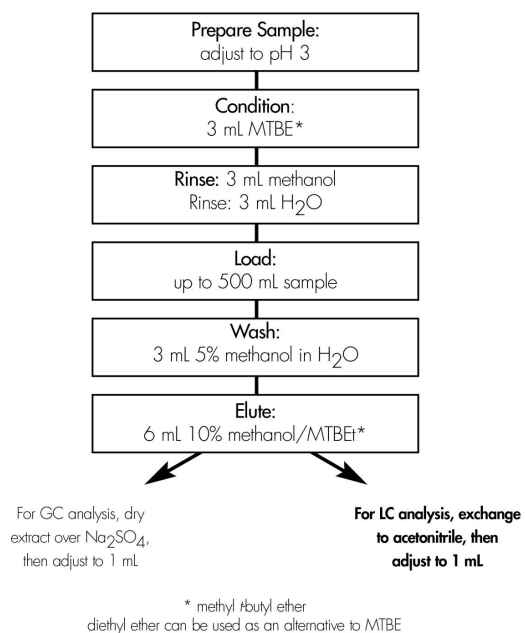 Prepare Sample:
adjust to pH 3
Condition:
3 mL MTBE*
Rinse: 3 mL methanol
Rinse: 3 mL H2O
Load:
up to 500 mL sample
Wash:
3 mL 5% methanol in H2O
Elute:
6 mL 10% methanol/MTBEt*
For GC analysis, dry
extract over Na2SO4,
then adjust to 1 mL
For LC analysis, exchange
to acetonitrile, then
adjust to 1 mL
* methyl t-butyl ether
diethyl ether can be used as an alternative to MTBE